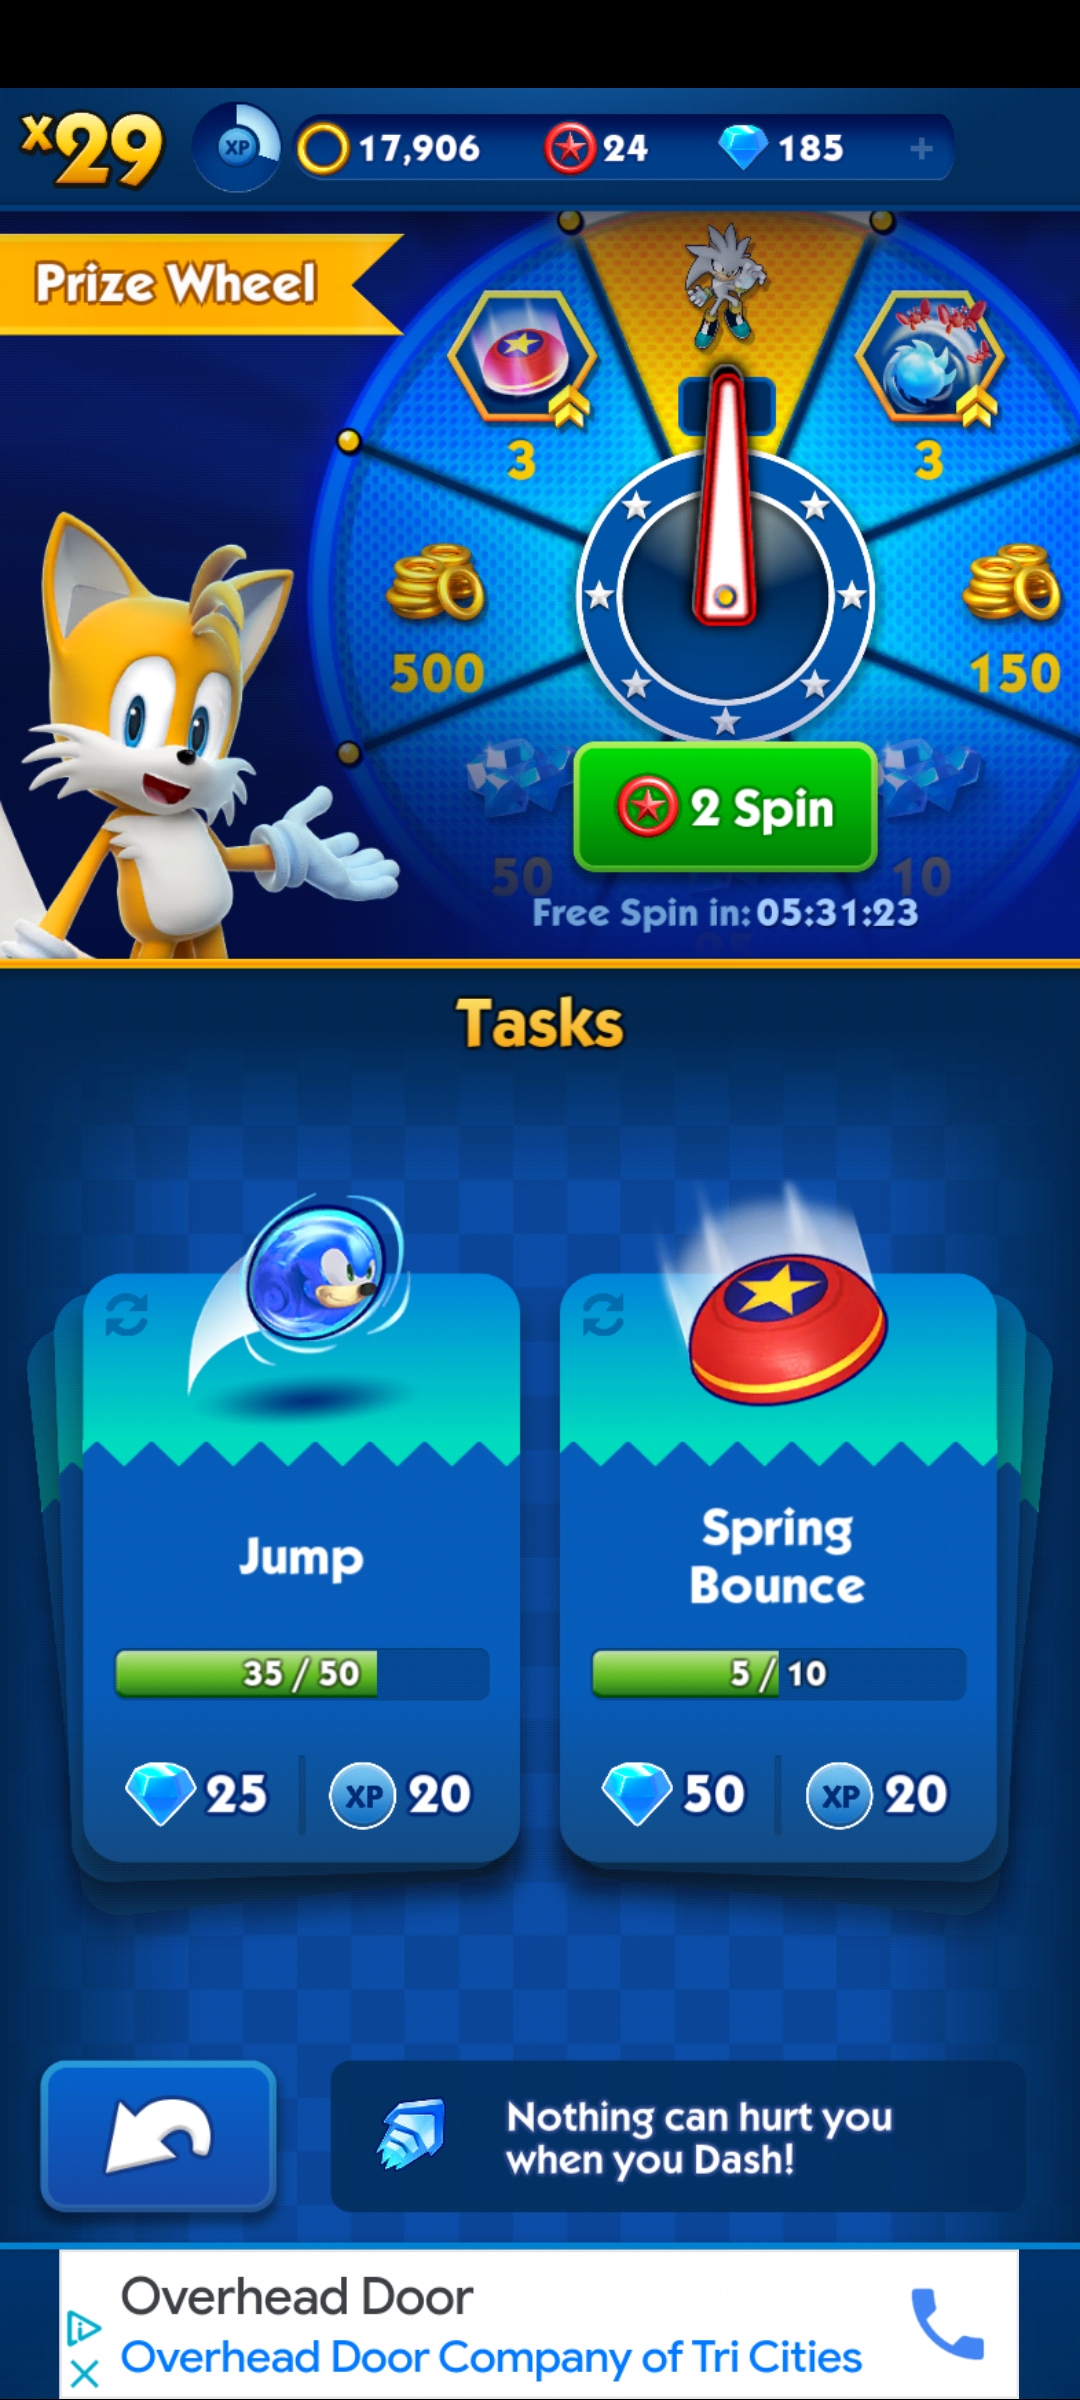 x29
XP
17,906
24
185
+
Prize Wheel
3
3
500
150
2 Spin
50
10
Free Spin in: 05:31:23
25
Tasks
Jump
Spring
Bounce
35 / 50
5 / 10
25
XP
20
50
XP
20
Nothing can hurt you
when you Dash!
Overhead Door
Overhead Door Company of Tri Cities